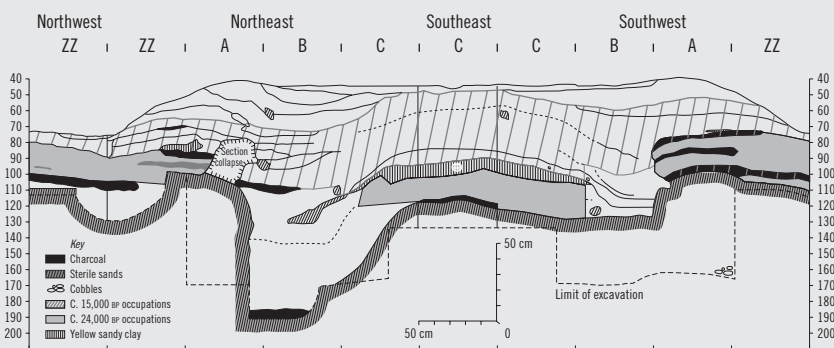 Northwest Northeast Southeast Southwest
ZZ ZZ A B C C C B A ZZ
40 40
50 50
60 60
70 70
80 80
90 90
100 100
110 110
120 120
130 130
140 140
150 150
160 160
170 170
180 180
190 190
200 200
Section
collapse
Key
Charcoal
Sterile sands
Cobbles
C. 15,000 BP occupations
C. 24,000 BP occupations
Yellow sandy clay
50 cm
50 cm 0
Limit of excavation